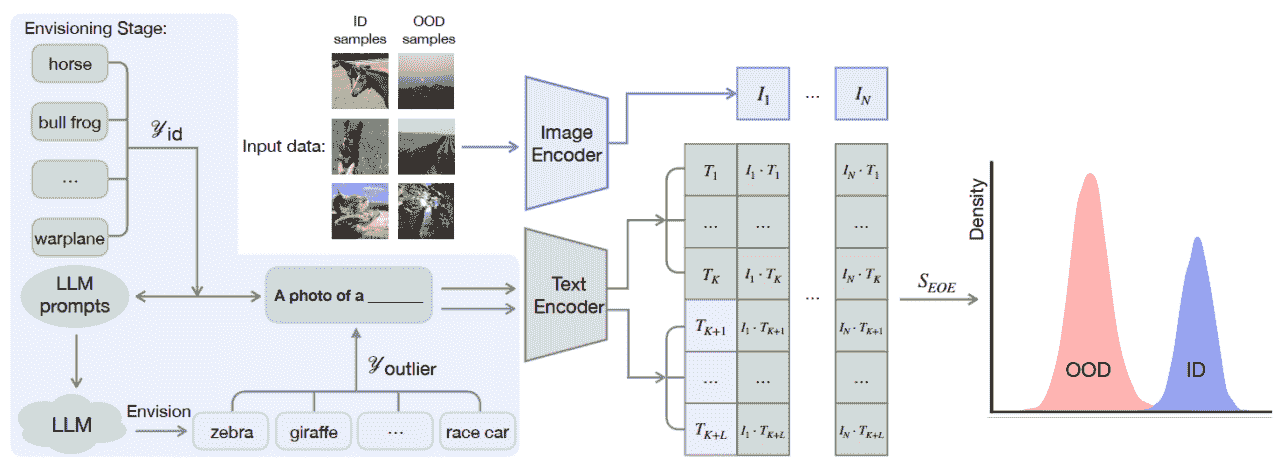 Envisioning Stage:
horse
bull frog
...
warplane
𝒴id
LLM
prompts
LLM
Envision
A photo of a ______
𝒴outlier
zebra
giraffe
...
race car
ID
samples
OOD
samples
Input data:
Image
Encoder
Text
Encoder
I1 ... IN
T1 I1 · T1 IN · T1
... ... ...
TK I1 · TK IN · TK
...
TK+1 I1 · TK+1 IN · TK+1
... ... ...
TK+L I1 · TK+L IN · TK+L
SEOE
Density
OOD
ID